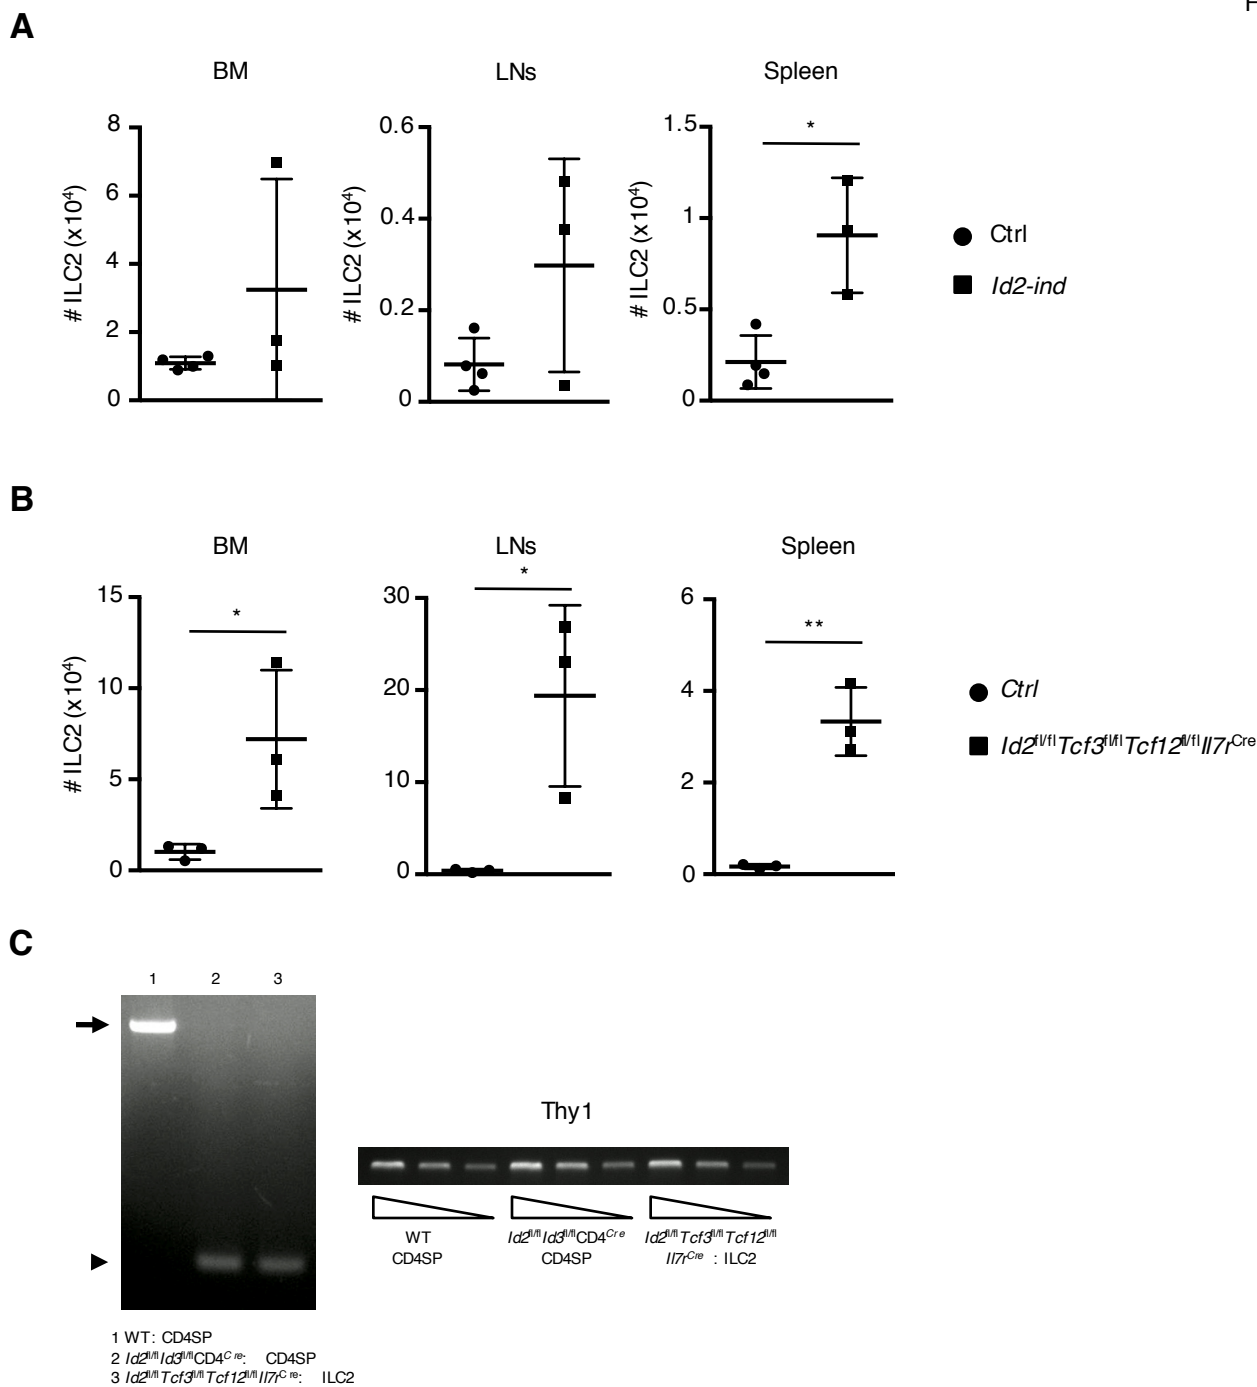 A
BM
LNs
Spleen
# ILC2 (x10⁴)
8
6
4
2
0
# ILC2 (x10⁴)
0.6
0.4
0.2
0
# ILC2 (x10⁴)
1.5
1
0.5
0
*
Ctrl
Id2-ind
B
BM
LNs
Spleen
# ILC2 (x10⁴)
15
10
5
0
*
30
20
10
0
*
6
4
2
0
**
Ctrl
Id2fl/flTcf3fl/flTcf12fl/flIl7rCre
C
1 2 3
Thy1
WT
CD4SP
Id2fl/flId3fl/flCD4Cre
CD4SP
Id2fl/flTcf3fl/flTcf12fl/fl
Il7rCre : ILC2
1 WT: CD4SP
2 Id2fl/flId3fl/flCD4Cre: CD4SP
3 Id2fl/flTcf3fl/flTcf12fl/flIl7rCre: ILC2